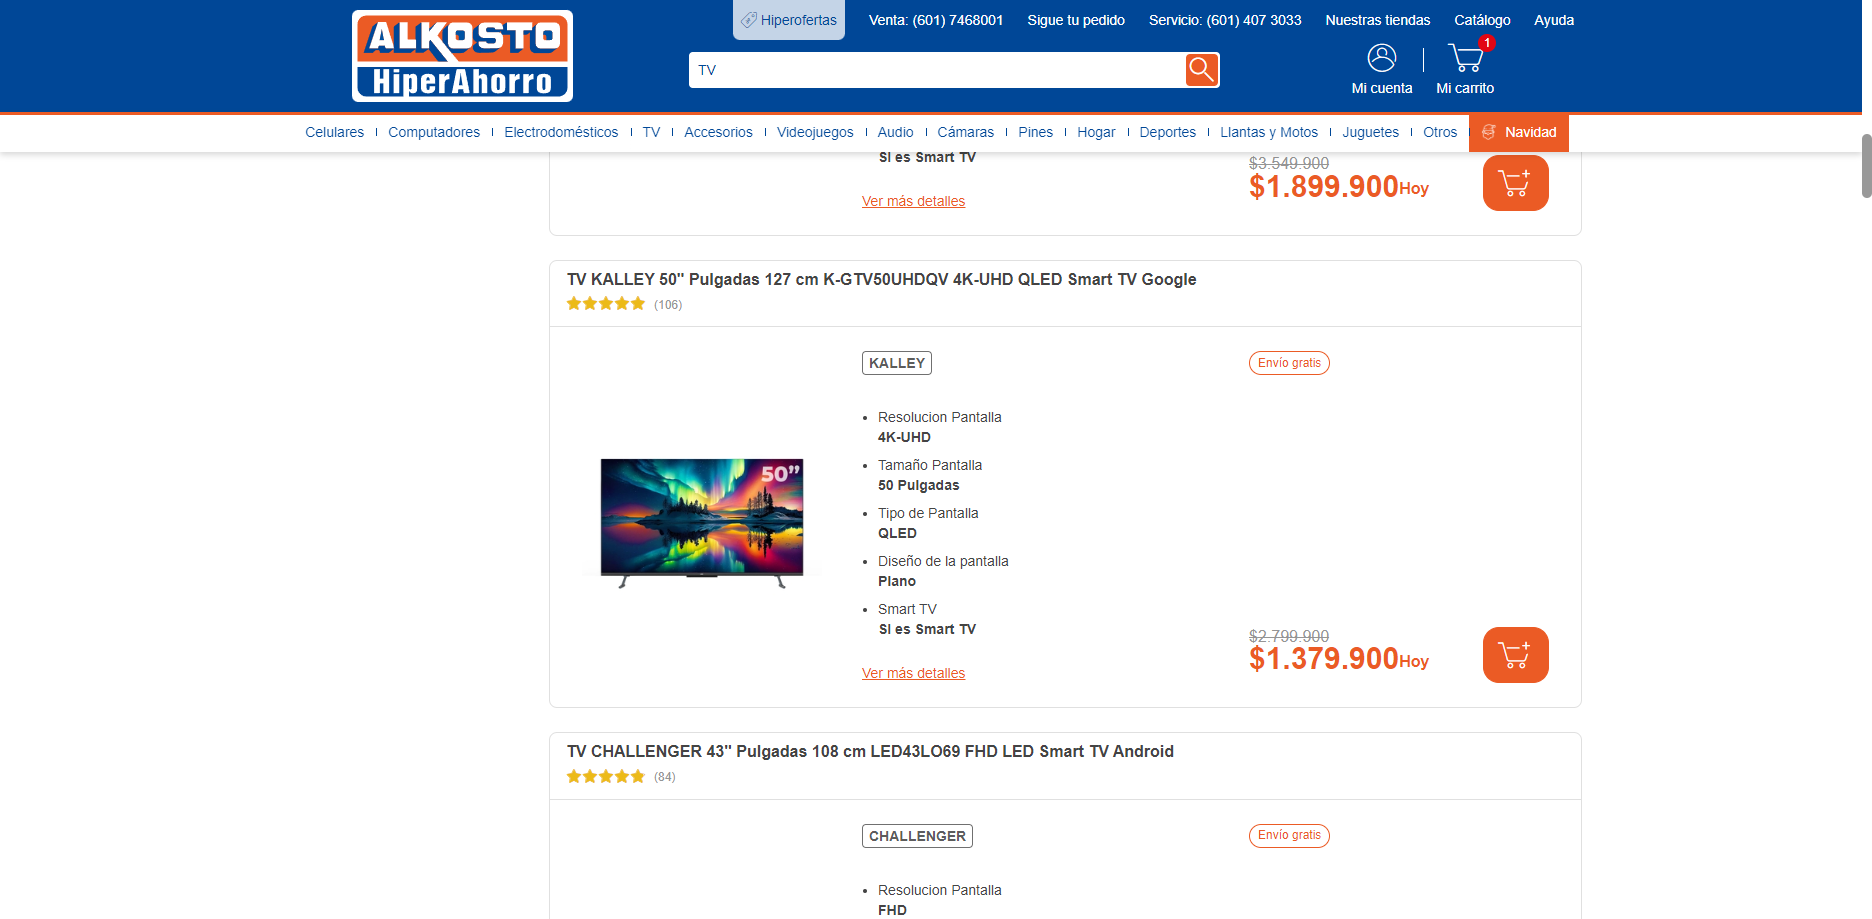 Hiperofertas Venta: (601) 7468001 Sigue tu pedido Servicio: (601) 407 3033 Nuestras tiendas Catálogo Ayuda
ALKOSTO
HiperAhorro
TV
1
Mi cuenta Mi carrito
Celulares Computadores Electrodomésticos TV Accesorios Videojuegos Audio Cámaras Pines Hogar Deportes Llantas y Motos Juguetes Otros Navidad
SI es Smart TV
$3.549.900
$1.899.900 Hoy
Ver más detalles
TV KALLEY 50" Pulgadas 127 cm K-GTV50UHDQV 4K-UHD QLED Smart TV Google
(106)
KALLEY
Envío gratis
50”
Resolucion Pantalla
4K-UHD
Tamaño Pantalla
50 Pulgadas
Tipo de Pantalla
QLED
Diseño de la pantalla
Plano
Smart TV
SI es Smart TV
$2.799.900
$1.379.900 Hoy
Ver más detalles
TV CHALLENGER 43" Pulgadas 108 cm LED43LO69 FHD LED Smart TV Android
(84)
CHALLENGER
Envío gratis
Resolucion Pantalla
FHD